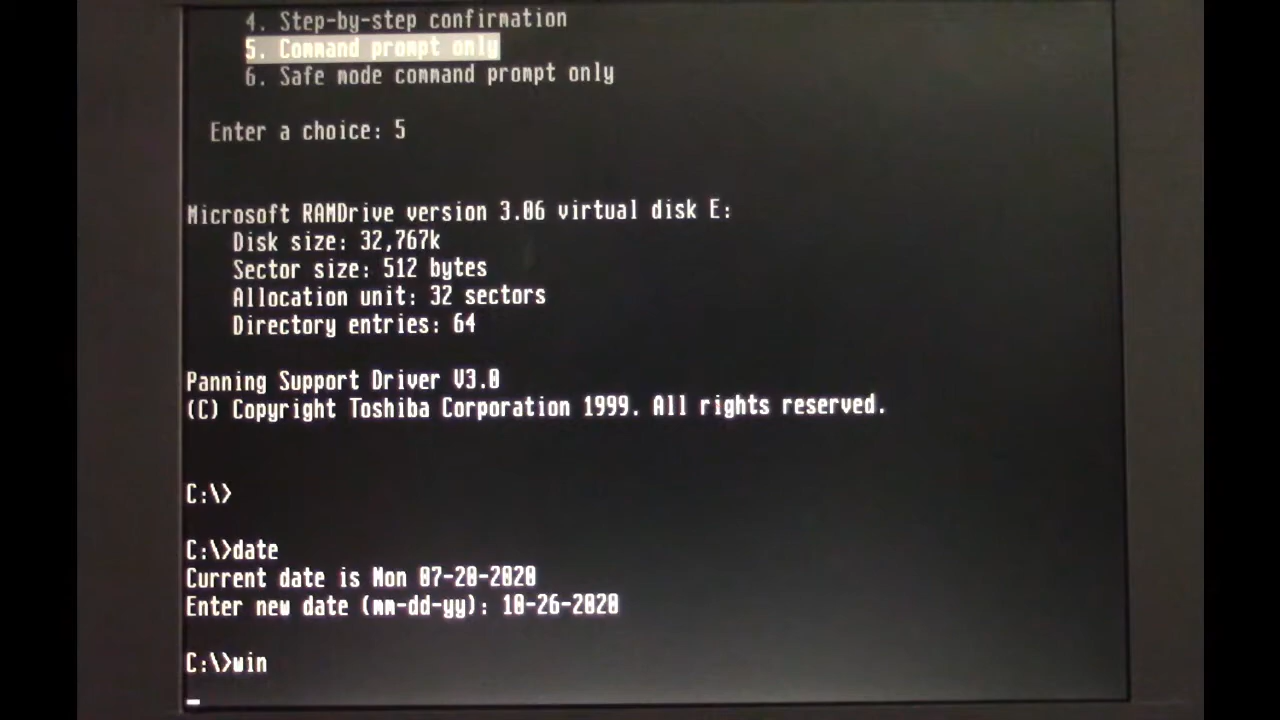 4. Step-by-step confirmation
5. Command prompt only
6. Safe mode command prompt only
Enter a choice: 5
Microsoft RAMDrive version 3.06 virtual disk E:
Disk size: 32,767k
Sector size: 512 bytes
Allocation unit: 32 sectors
Directory entries: 64
Panning Support Driver V3.0
(C) Copyright Toshiba Corporation 1999. All rights reserved.
C:\>
C:\>date
Current date is Mon 07-20-2020
Enter new date (mm-dd-yy): 10-26-2020
C:\>win